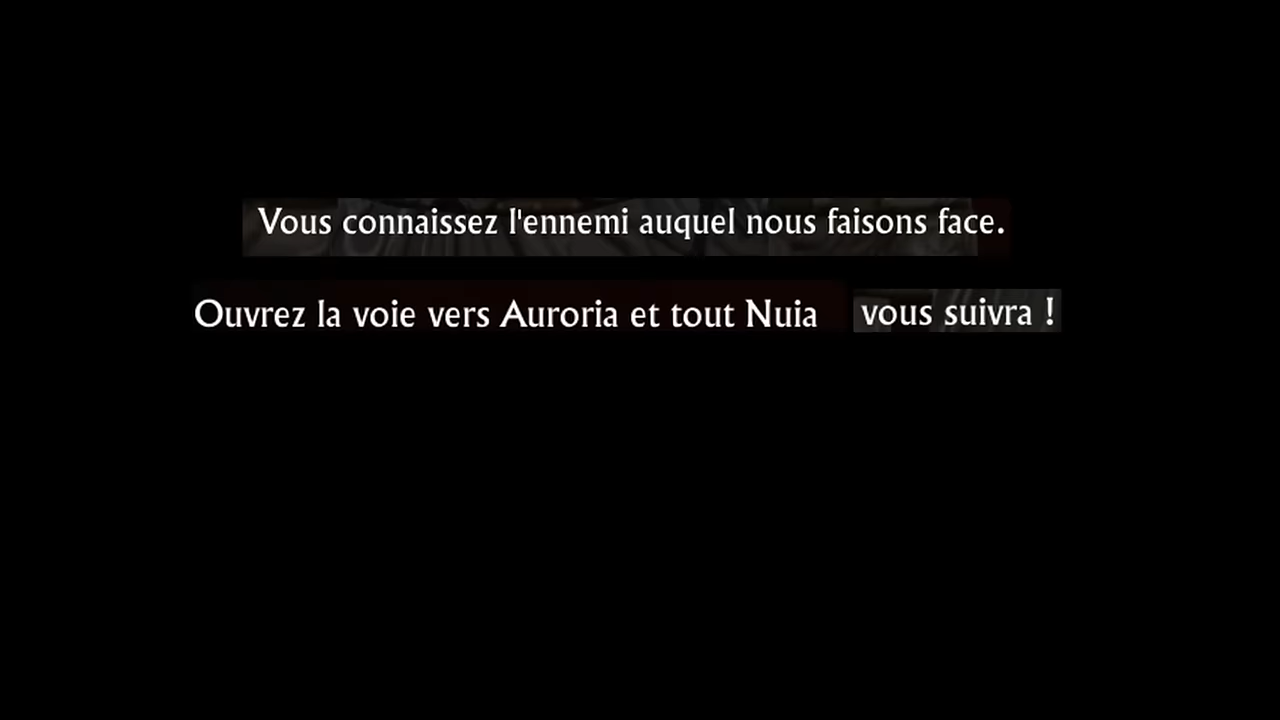 Vous connaissez l'ennemi auquel nous faisons face.
Ouvrez la voie vers Auroria et tout Nuia vous suivra !